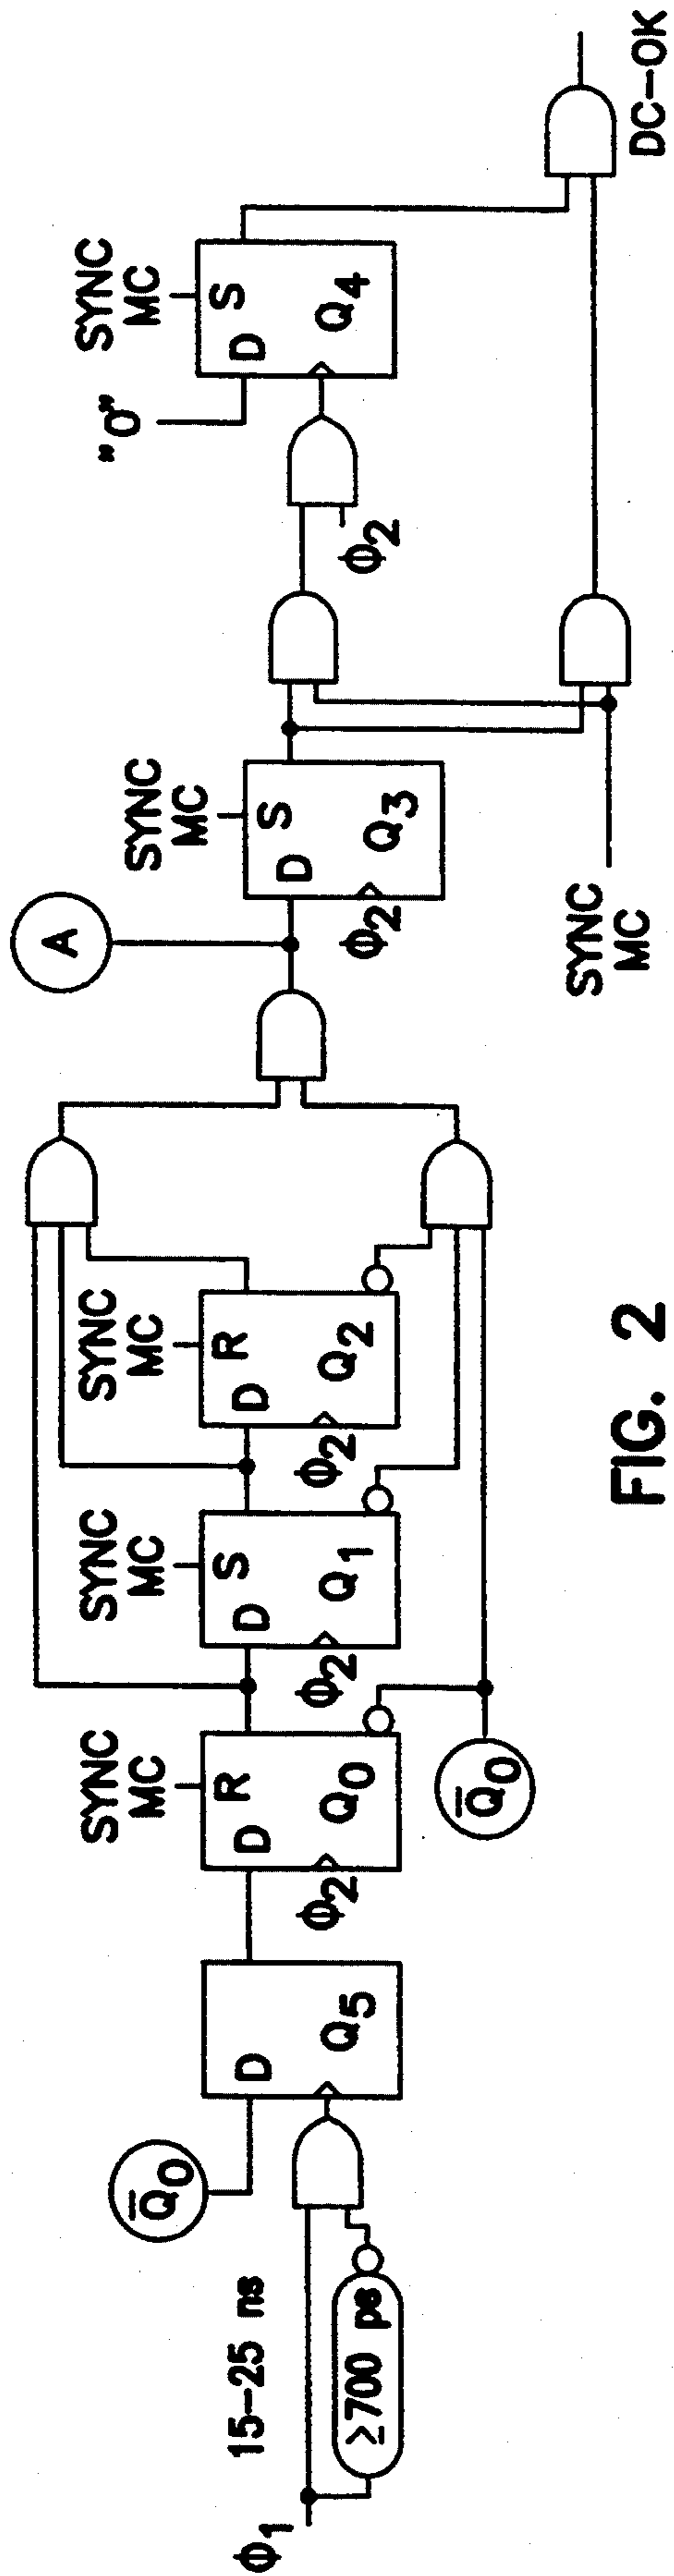 Φ1
15–25 ns
≥700 ps
Q̅0
D
Q5
SYNC
MC
D R
Φ2
Q0
Q̅0
SYNC
MC
D S
Φ2
Q1
SYNC
MC
D R
Φ2
Q2
A
SYNC
MC
D S
Φ2
Q3
SYNC
MC
Φ2
"0"
SYNC
MC
D S
Q4
DC–OK
FIG. 2